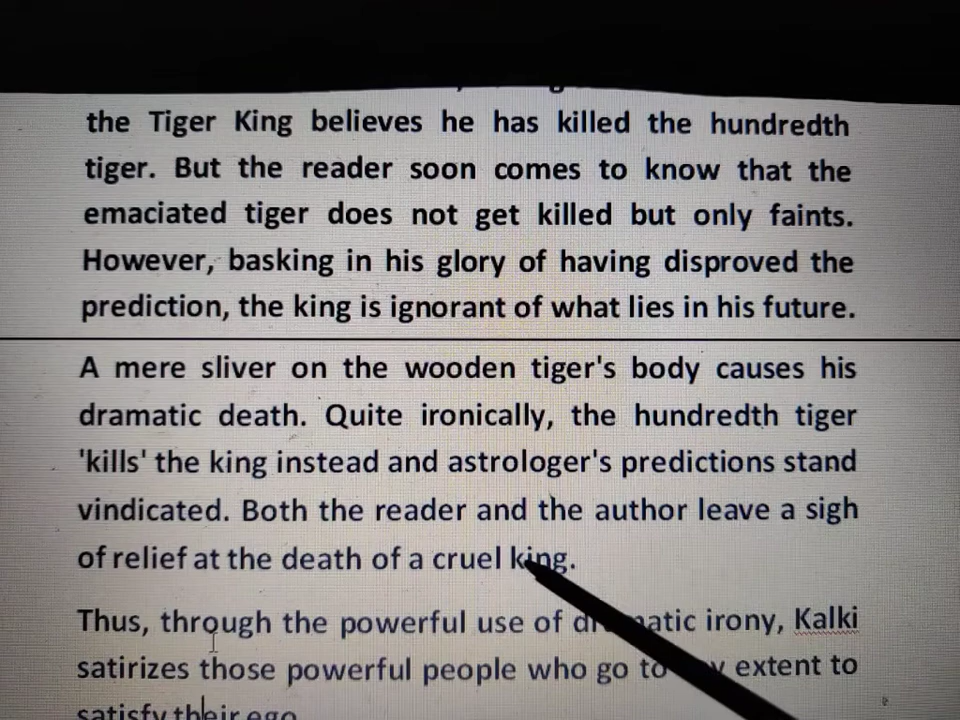 the Tiger King believes he has killed the hundredth
tiger. But the reader soon comes to know that the
emaciated tiger does not get killed but only faints.
However, basking in his glory of having disproved the
prediction, the king is ignorant of what lies in his future.
A mere sliver on the wooden tiger's body causes his
dramatic death. Quite ironically, the hundredth tiger
'kills' the king instead and astrologer's predictions stand
vindicated. Both the reader and the author leave a sigh
of relief at the death of a cruel king.
Thus, through the powerful use of dramatic irony, Kalki
satirizes those powerful people who go to extent to
satisfy their ego